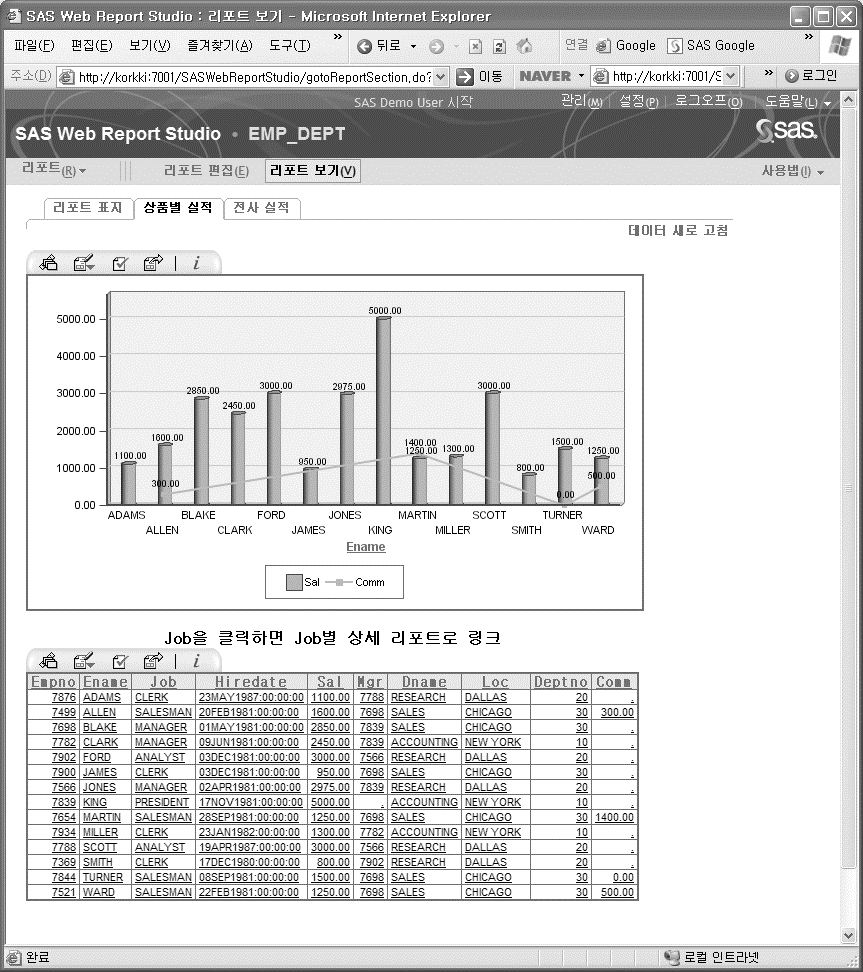 SAS Web Report Studio : 리포트 보기 - Microsoft Internet Explorer
파일(F) 편집(E) 보기(V) 즐겨찾기(A) 도구(T) » 뒤로 연결 Google SAS Google »
주소(D) http://korkki:7001/SASWebReportStudio/gotoReportSection,do? 이동 NAVER http://korkki:7001/S » 로그인
SAS Demo User 시작 관리(M) 설정(P) 로그오프(O) 도움말(L)
SAS Web Report Studio • EMP_DEPT sas.
리포트(R) 리포트 편집(E) 리포트 보기(V) 사용법(I)
리포트 표지 상품별 실적 전사 실적
데이터 새로 고침
i
5000.00
4000.00
3000.00
2000.00
1000.00
0.00
1100.00 1600.00 300.00 2850.00 2450.00 3000.00 950.00 2975.00 5000.00 1400.00 1250.00 1300.00 3000.00 800.00 1500.00 0.00 1250.00 500.00
ADAMS BLAKE FORD JONES MARTIN SCOTT TURNER
ALLEN CLARK JAMES KING MILLER SMITH WARD
Ename
Sal Comm
Job을 클릭하면 Job별 상세 리포트로 링크
i
Empno Ename Job Hiredate Sal Mgr Dname Loc Deptno Comm
7876 ADAMS CLERK 23MAY1987:00:00:00 1100.00 7788 RESEARCH DALLAS 20 .
7499 ALLEN SALESMAN 20FEB1981:00:00:00 1600.00 7698 SALES CHICAGO 30 300.00
7698 BLAKE MANAGER 01MAY1981:00:00:00 2850.00 7839 SALES CHICAGO 30 .
7782 CLARK MANAGER 09JUN1981:00:00:00 2450.00 7839 ACCOUNTING NEW YORK 10 .
7902 FORD ANALYST 03DEC1981:00:00:00 3000.00 7566 RESEARCH DALLAS 20 .
7900 JAMES CLERK 03DEC1981:00:00:00 950.00 7698 SALES CHICAGO 30 .
7566 JONES MANAGER 02APR1981:00:00:00 2975.00 7839 RESEARCH DALLAS 20 .
7839 KING PRESIDENT 17NOV1981:00:00:00 5000.00 . ACCOUNTING NEW YORK 10 .
7654 MARTIN SALESMAN 28SEP1981:00:00:00 1250.00 7698 SALES CHICAGO 30 1400.00
7934 MILLER CLERK 23JAN1982:00:00:00 1300.00 7782 ACCOUNTING NEW YORK 10 .
7788 SCOTT ANALYST 19APR1987:00:00:00 3000.00 7566 RESEARCH DALLAS 20 .
7369 SMITH CLERK 17DEC1980:00:00:00 800.00 7902 RESEARCH DALLAS 20 .
7844 TURNER SALESMAN 08SEP1981:00:00:00 1500.00 7698 SALES CHICAGO 30 0.00
7521 WARD SALESMAN 22FEB1981:00:00:00 1250.00 7698 SALES CHICAGO 30 500.00
완료 로컬 인트라넷